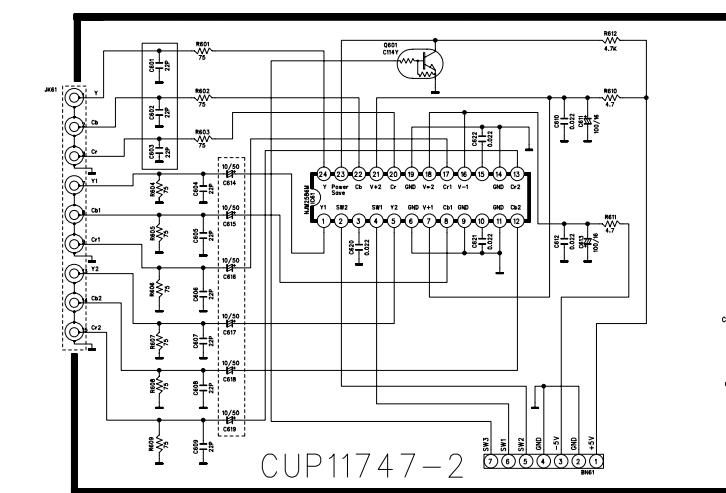 R612
4.7K
Q601
C114Y
R601
75
C601
22P
JK61
Y
R602
75
R610
4.7
Cb
C602
22P
C610
0.022
C611
100/16
R603
75
C622
0.022
Cr
C603
22P
10/50
C614
24 23 22 21 20 19 18 17 16 15 14 13
Y Power Save Cb V+2 Cr GND V+2 Cr1 V-1 GND Cr2
Y1
R604
75
C604
22P
IC61
Y1 SW2 SW1 Y2 GND V+1 Cb1 GND GND Cb2
1 2 3 4 5 6 7 8 9 10 11 12
Cb1
10/50
C615
R605
75
C605
22P
C620
0.022
C621
0.022
R611
4.7
C612
0.022
C613
100/16
Cr1
10/50
C616
R606
75
C606
22P
Y2
10/50
C617
Cb2
R607
75
C607
22P
Cr2
10/50
C618
R608
75
C608
22P
10/50
C619
R609
75
C609
22P
CUP11747-2
SW3 SW1 SW2 GND -5V GND +5V
7 6 5 4 3 2 1
BN61